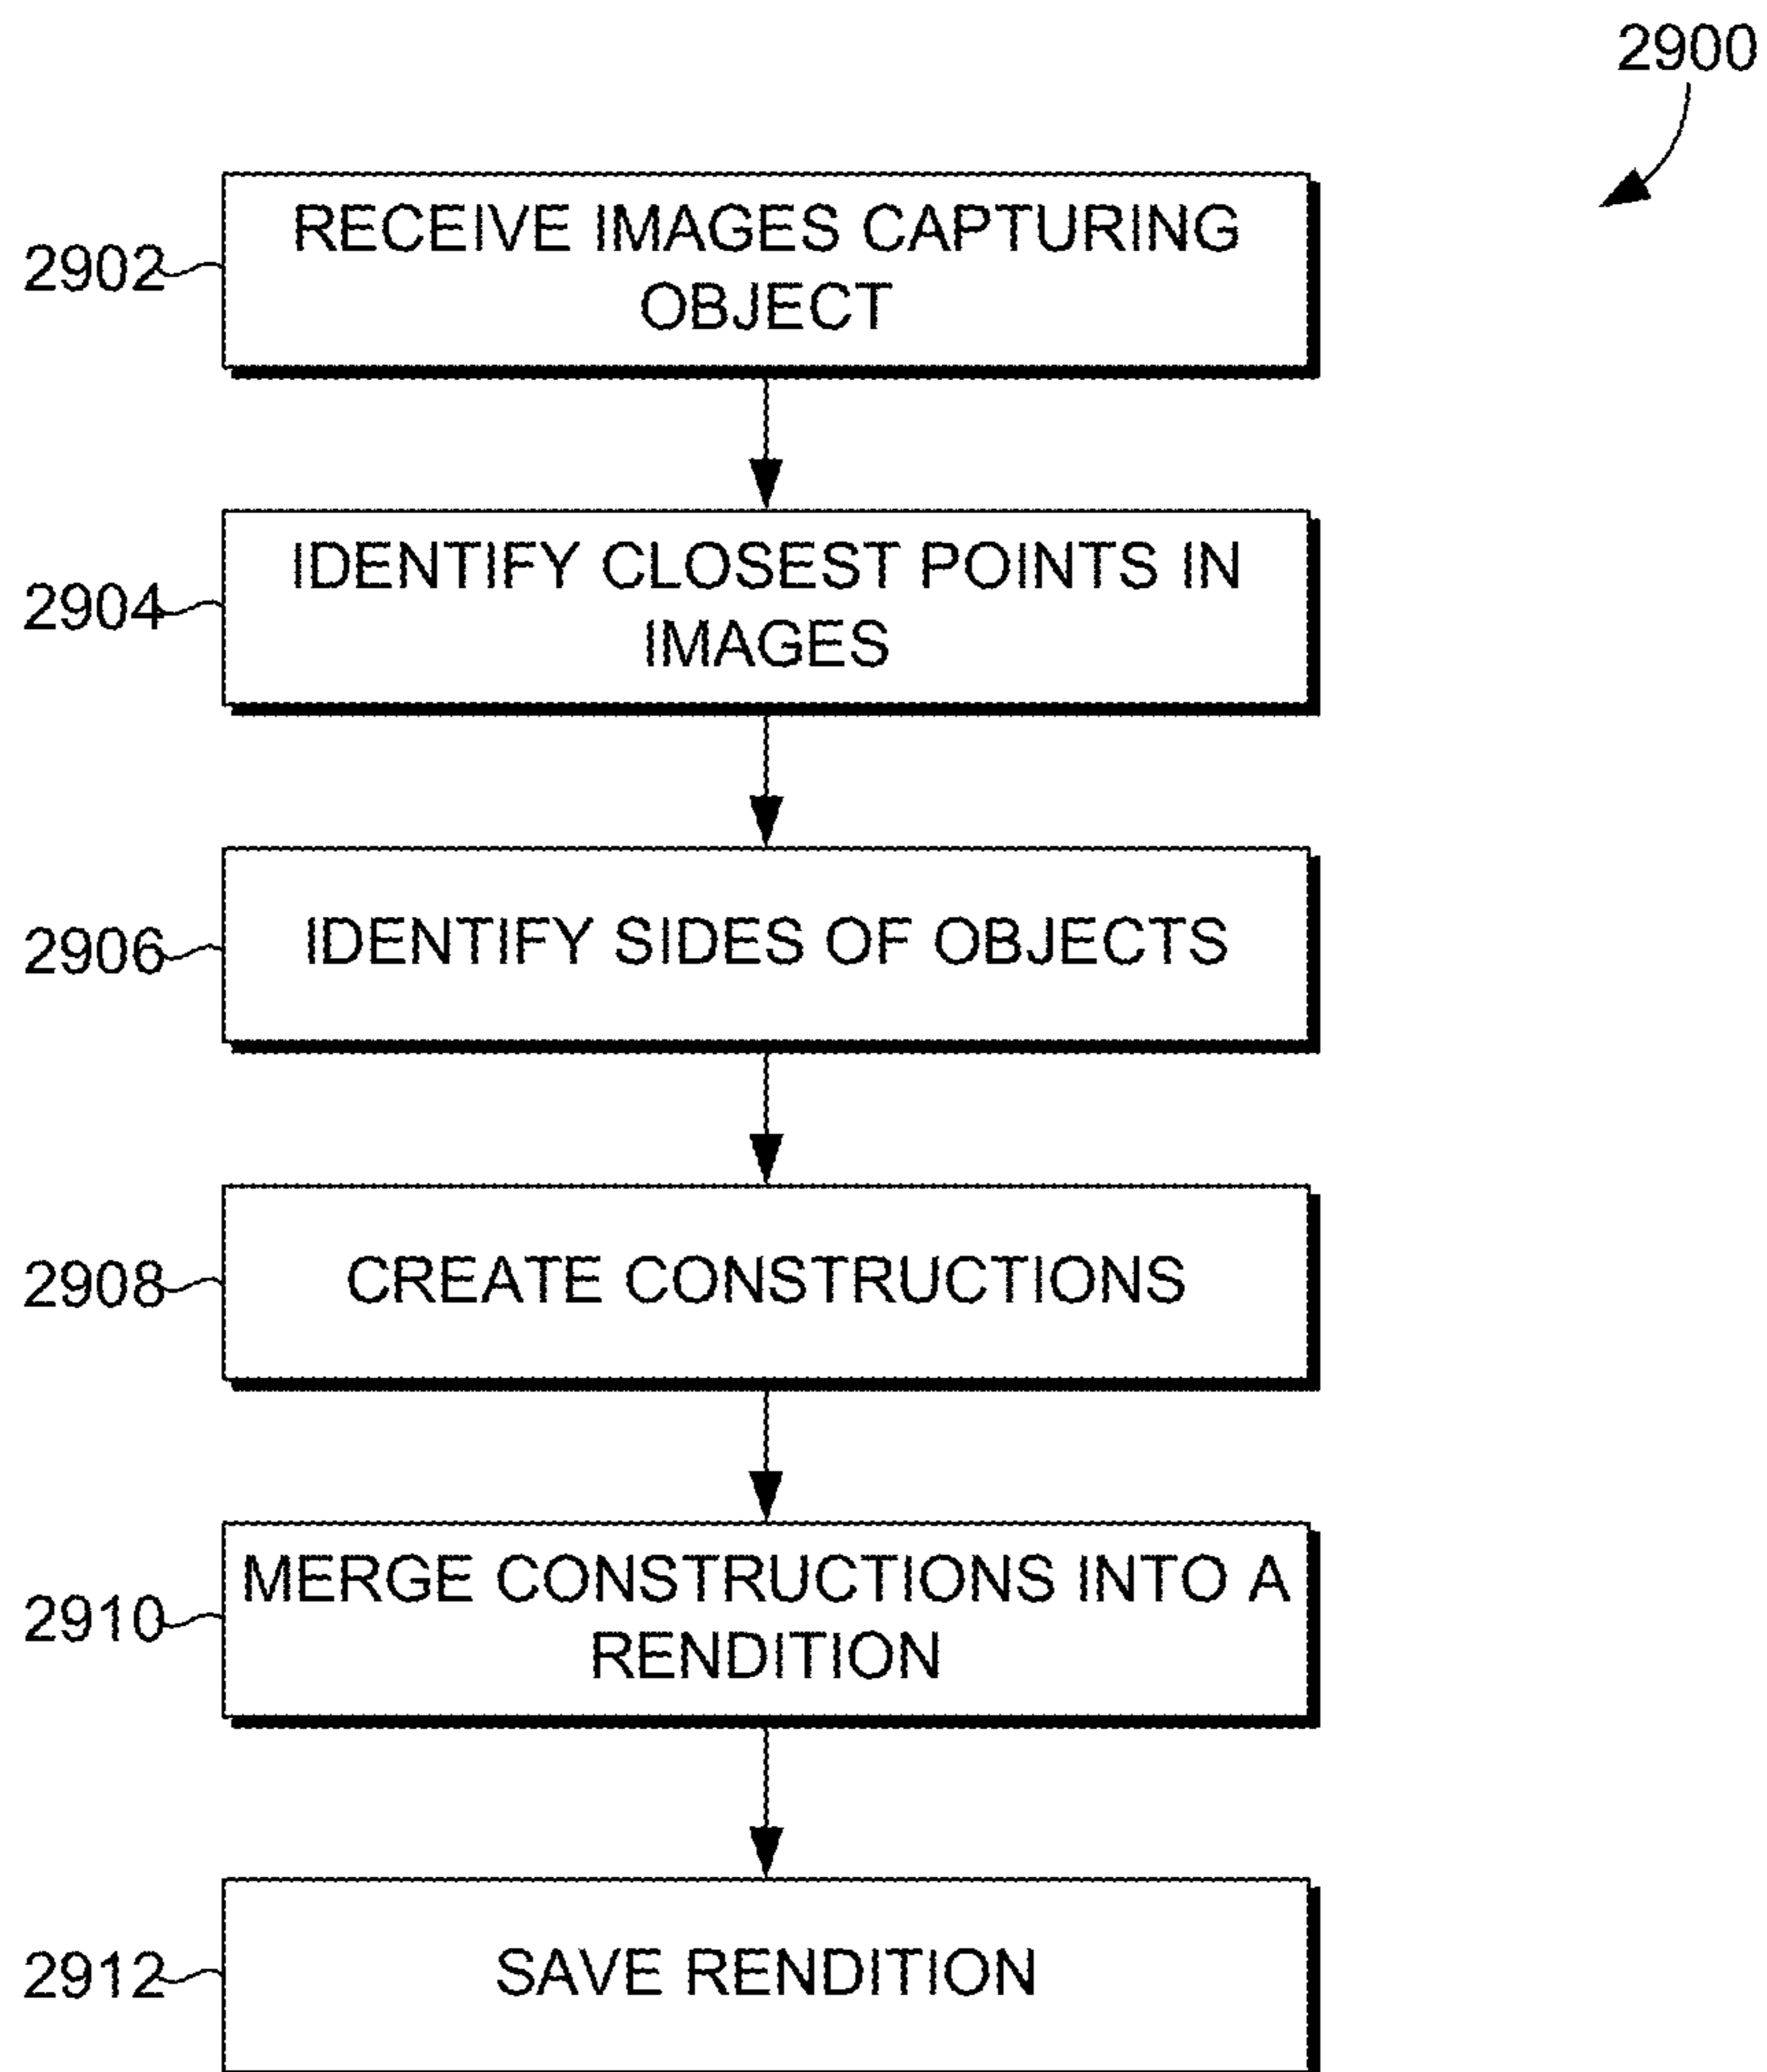 2900
2902
RECEIVE IMAGES CAPTURING
OBJECT
2904
IDENTIFY CLOSEST POINTS IN
IMAGES
2906
IDENTIFY SIDES OF OBJECTS
2908
CREATE CONSTRUCTIONS
2910
MERGE CONSTRUCTIONS INTO A
RENDITION
2912
SAVE RENDITION